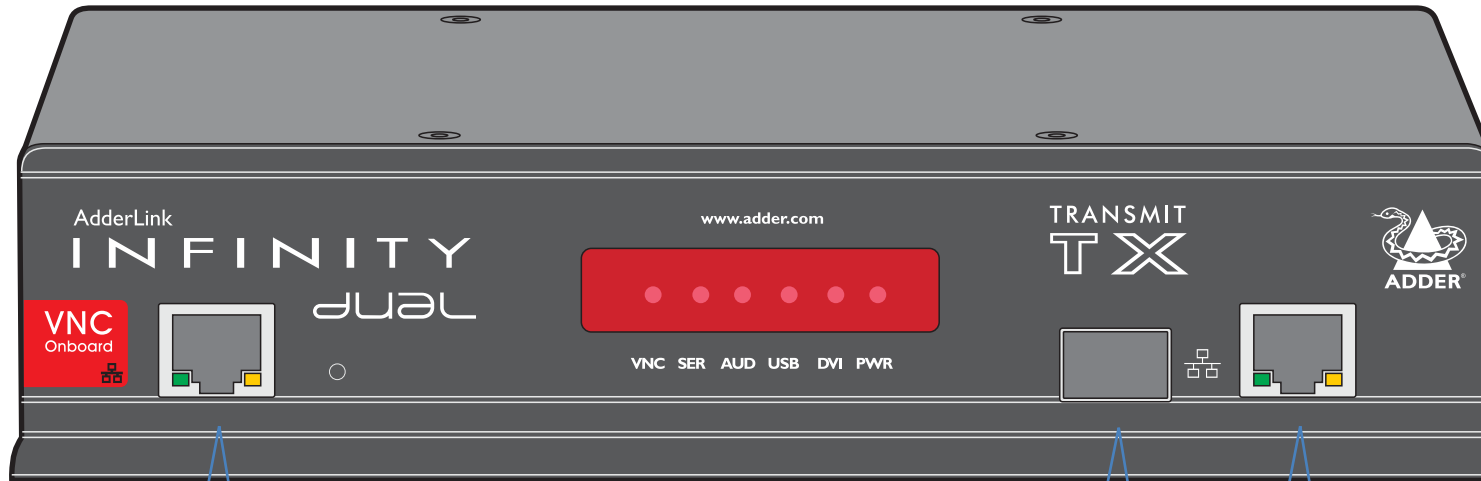 AdderLink
INFINITY
dual
VNC
Onboard
www.adder.com
VNC SER AUD USB DVI PWR
TRANSMIT
TX
ADDER®